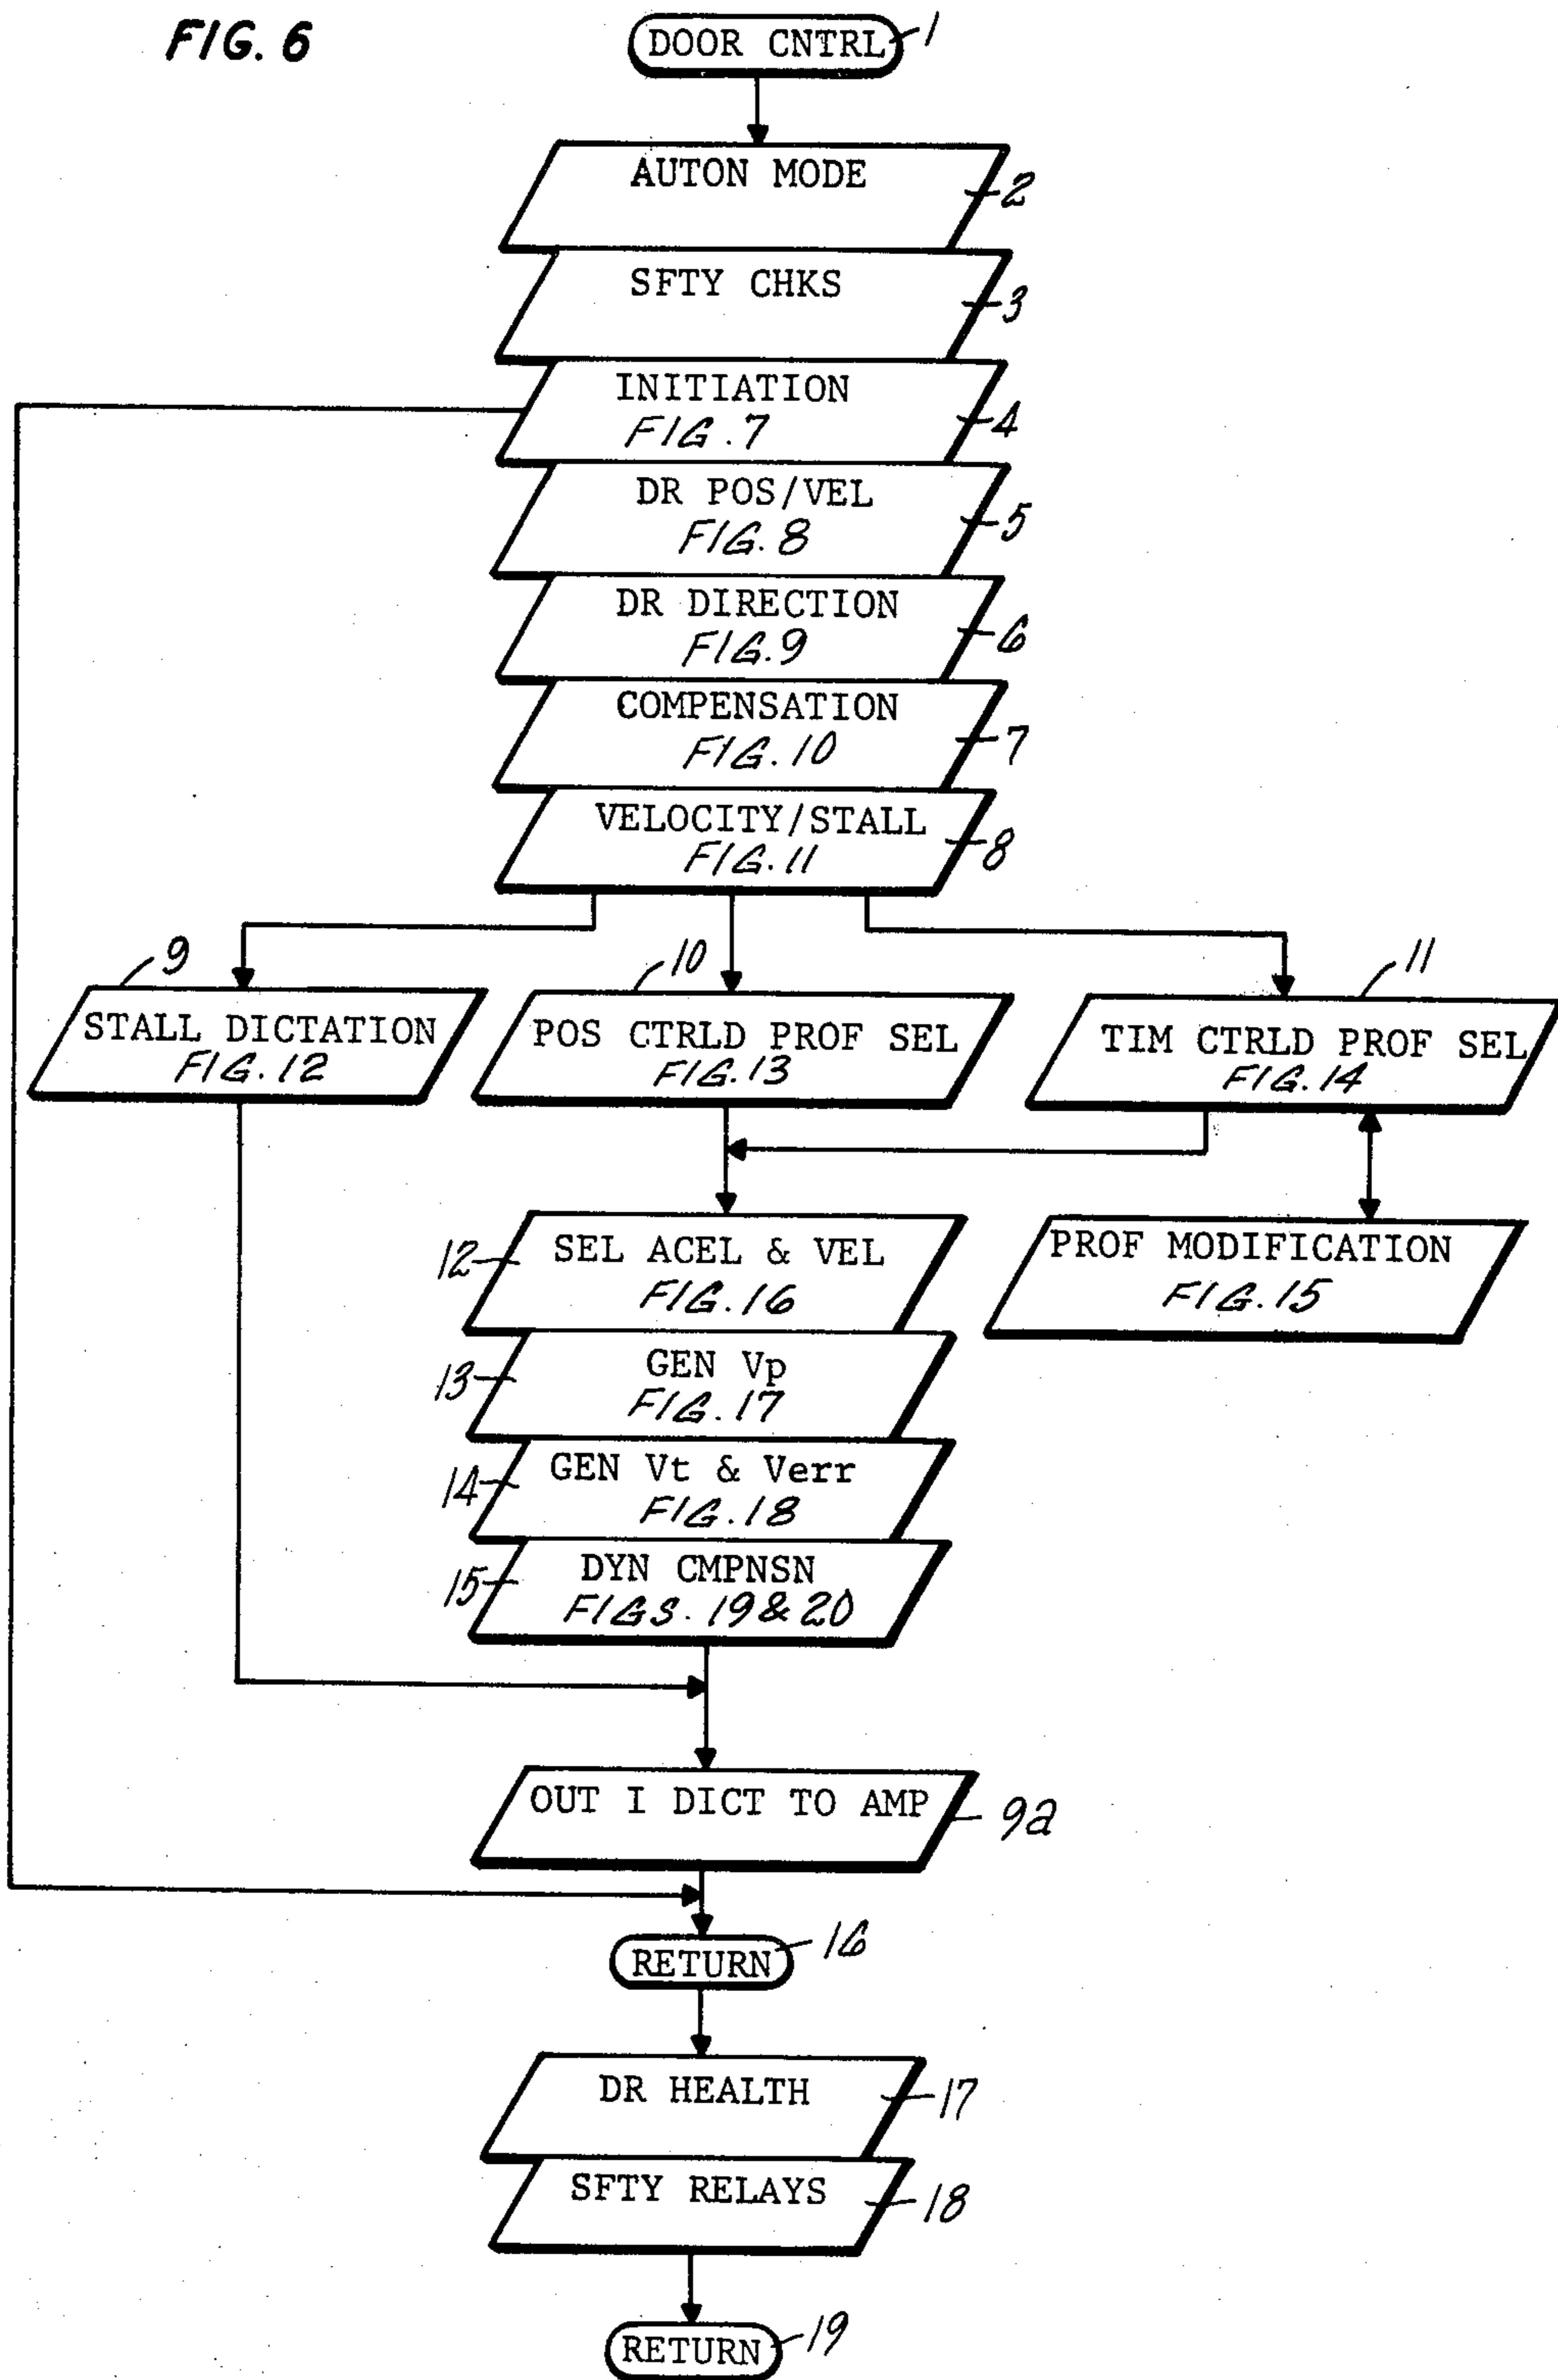 FIG. 6
DOOR CNTRL 1
AUTON MODE
2
SFTY CHKS
3
INITIATION
FIG. 7
4
DR POS/VEL
FIG. 8
5
DR DIRECTION
FIG. 9
6
COMPENSATION
FIG. 10
7
VELOCITY/STALL
FIG. 11
8
9
STALL DICTATION
FIG. 12
10
POS CTRLD PROF SEL
FIG. 13
11
TIM CTRLD PROF SEL
FIG. 14
PROF MODIFICATION
FIG. 15
12
SEL ACEL & VEL
FIG. 16
13
GEN Vp
FIG. 17
14
GEN Vt & Verr
FIG. 18
15
DYN CMPNSN
FIGS. 19 & 20
OUT I DICT TO AMP
9a
RETURN 16
DR HEALTH
17
SFTY RELAYS
18
RETURN 19